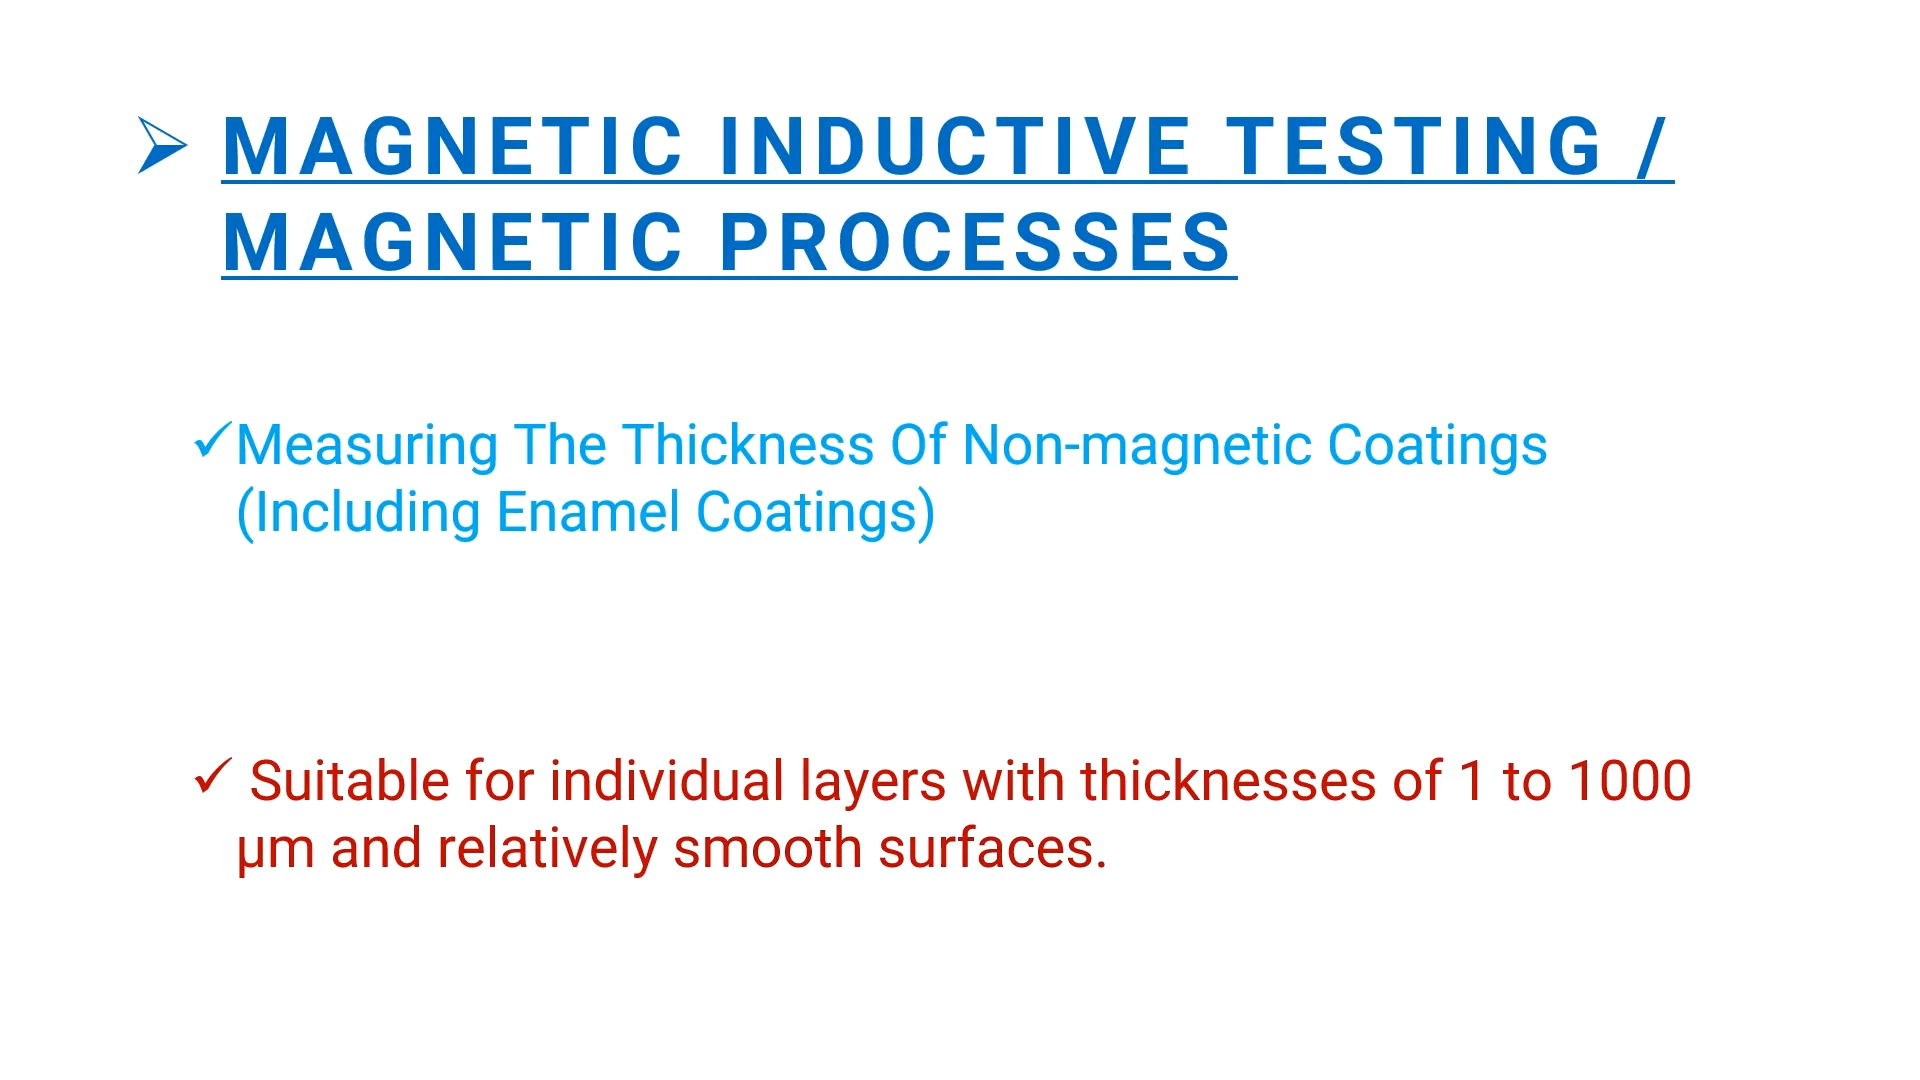 ➢ MAGNETIC INDUCTIVE TESTING /
MAGNETIC PROCESSES
✓Measuring The Thickness Of Non-magnetic Coatings
(Including Enamel Coatings)
✓ Suitable for individual layers with thicknesses of 1 to 1000
µm and relatively smooth surfaces.